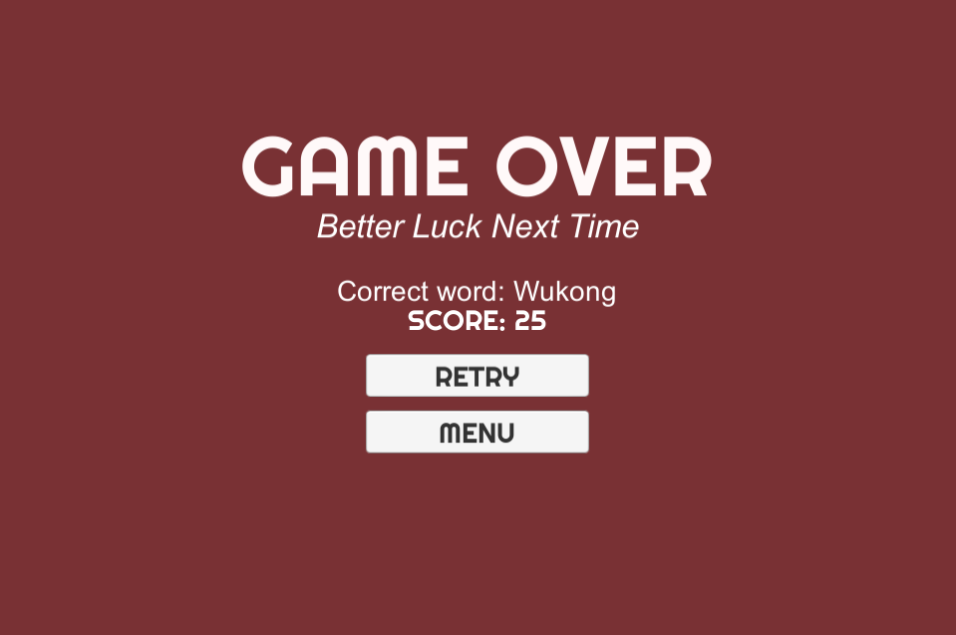 GAME OVER
Better Luck Next Time
Correct word: Wukong
SCORE: 25
RETRY
MENU